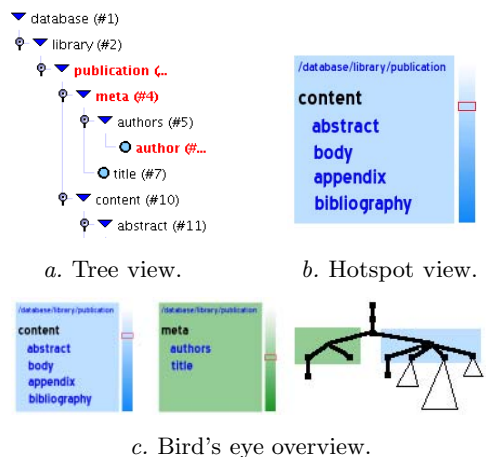 database (#1)
library (#2)
publication (..
meta (#4)
authors (#5)
author (#...
title (#7)
content (#10)
abstract (#11)
a. Tree view.
/database/library/publication
content
abstract
body
appendix
bibliography
b. Hotspot view.
/database/library/publication
content
abstract
body
appendix
bibliography
/database/library/publication
meta
authors
title
c. Bird's eye overview.